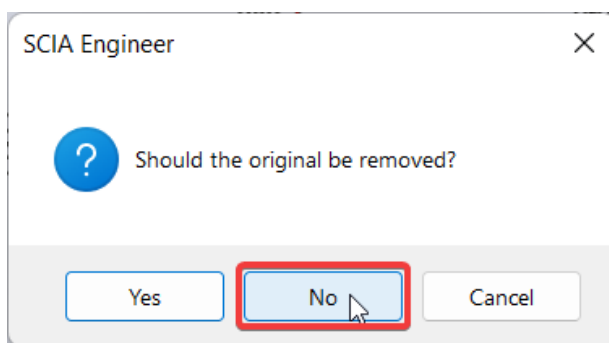 SCIA Engineer
Should the original be removed?
Yes No Cancel